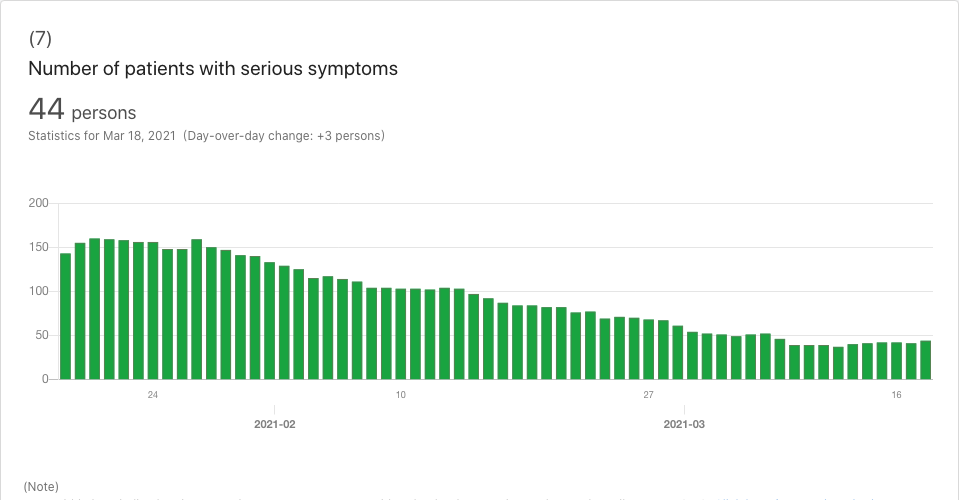 (7)
Number of patients with serious symptoms
44 persons
Statistics for Mar 18, 2021 (Day-over-day change: +3 persons)
200
150
100
50
0
24 10 27 16
2021-02 2021-03
(Note)